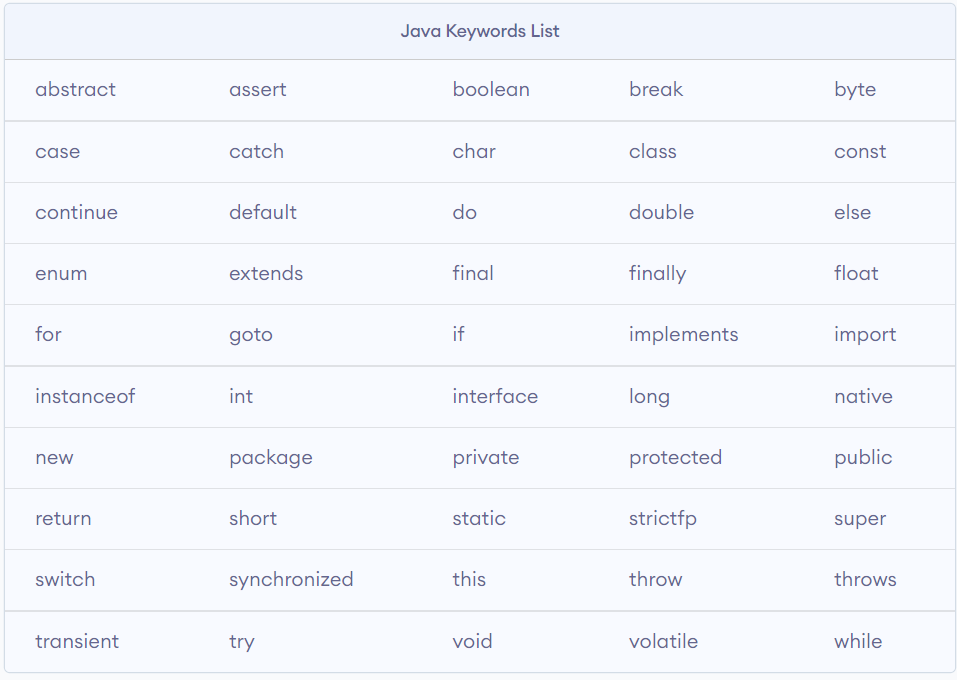 Java Keywords List
abstract assert boolean break byte
case catch char class const
continue default do double else
enum extends final finally float
for goto if implements import
instanceof int interface long native
new package private protected public
return short static strictfp super
switch synchronized this throw throws
transient try void volatile while